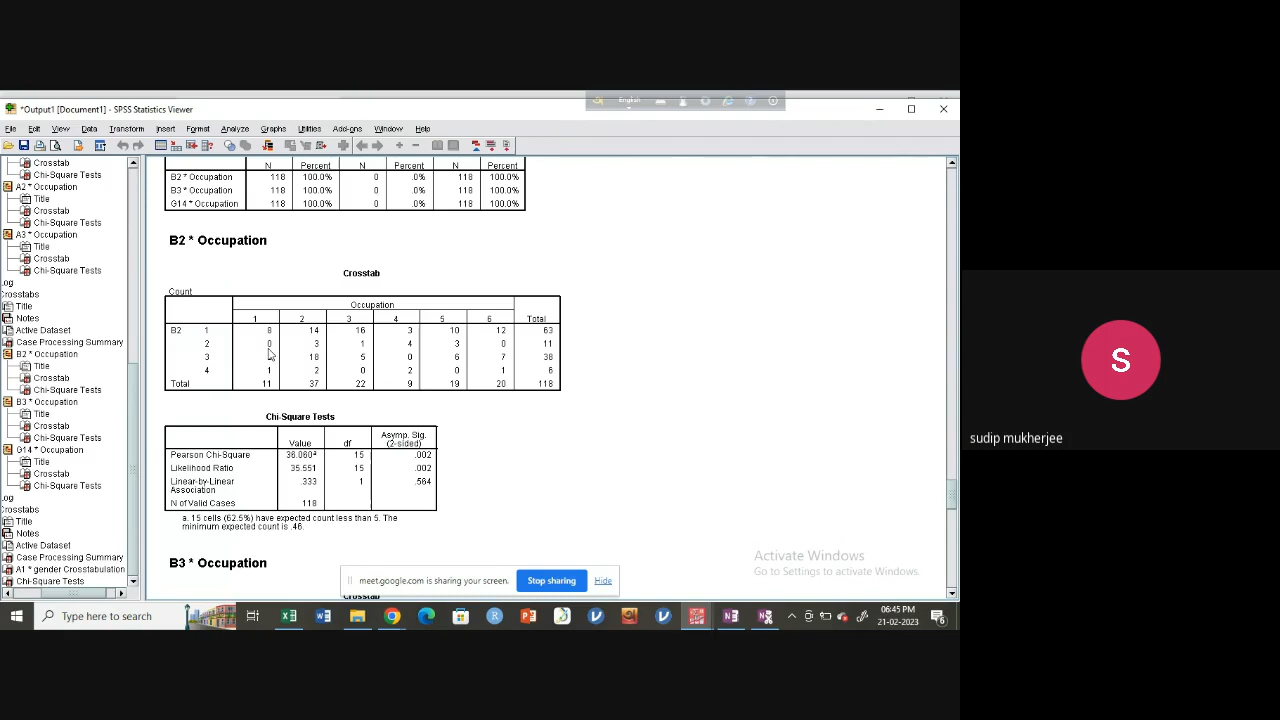 *Output1 [Document1] - SPSS Statistics Viewer
English
File Edit View Data Transform Insert Format Analyze Graphs Utilities Add-ons Window Help
Crosstab
Chi-Square Tests
A2 * Occupation
Title
Crosstab
Chi-Square Tests
A3 * Occupation
Title
Crosstab
Chi-Square Tests
Log
Crosstabs
Title
Notes
Active Dataset
Case Processing Summary
B2 * Occupation
Title
Crosstab
Chi-Square Tests
B3 * Occupation
Title
Crosstab
Chi-Square Tests
G14 * Occupation
Title
Crosstab
Chi-Square Tests
Log
Crosstabs
Title
Notes
Active Dataset
Case Processing Summary
A1 * gender Crosstabulation
Chi-Square Tests
N Percent N Percent N Percent
B2 * Occupation 118 100.0% 0 .0% 118 100.0%
B3 * Occupation 118 100.0% 0 .0% 118 100.0%
G14 * Occupation 118 100.0% 0 .0% 118 100.0%
B2 * Occupation
Crosstab
Count
Occupation
1 2 3 4 5 6 Total
B2 1 8 14 16 3 10 12 63
2 0 3 1 4 3 0 11
3 18 5 0 6 7 38
4 1 2 0 2 0 1 6
Total 11 37 22 9 19 20 118
Chi-Square Tests
Value df Asymp. Sig. (2-sided)
Pearson Chi-Square 36.060a 15 .002
Likelihood Ratio 35.551 15 .002
Linear-by-Linear Association .333 1 .564
N of Valid Cases 118
a. 15 cells (62.5%) have expected count less than 5. The
minimum expected count is .46.
B3 * Occupation
Crosstab
meet.google.com is sharing your screen. Stop sharing Hide
Activate Windows
Go to Settings to activate Windows.
Type here to search
06:45 PM
21-02-2023
6
S
sudip mukherjee